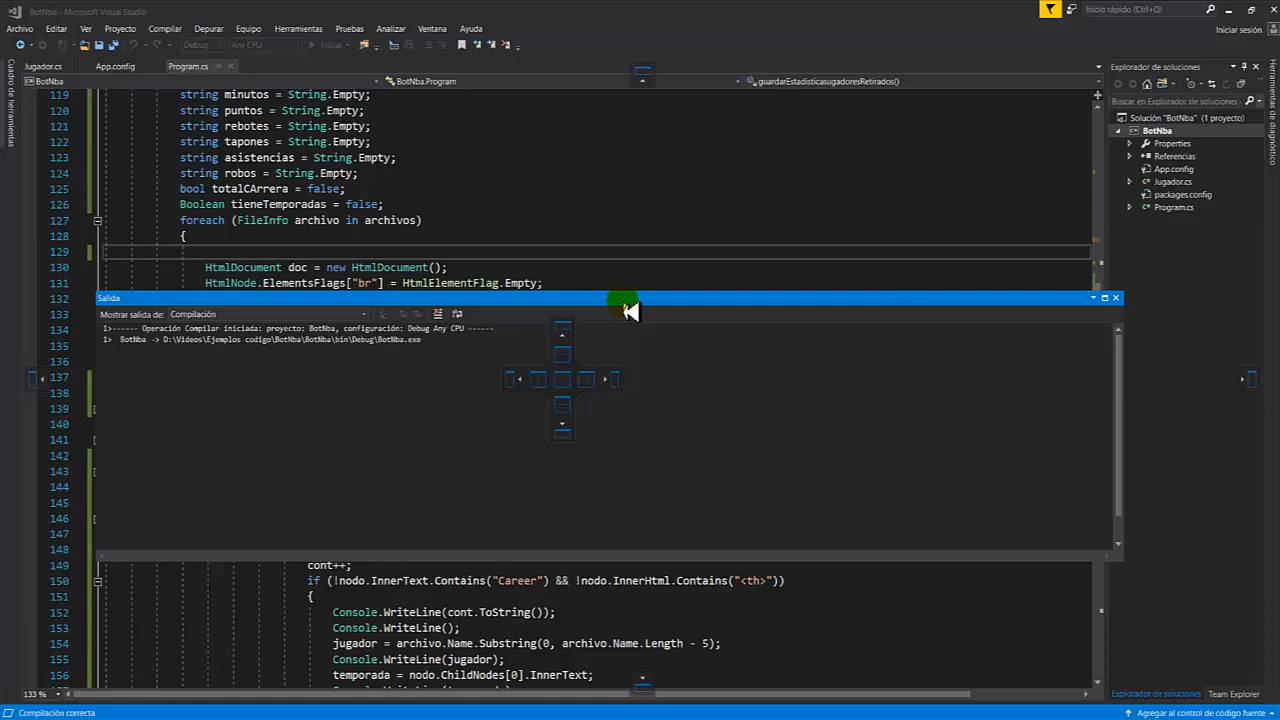 BotNba - Microsoft Visual Studio
Inicio rápido (Ctrl+Q)
Archivo Editar Ver Proyecto Compilar Depurar Equipo Herramientas Pruebas Analizar Ventana Ayuda
Iniciar sesión
Debug Any CPU Iniciar
Jugador.cs App.config Program.cs
Explorador de soluciones
BotNba BotNba.Program guardarEstadisticasugadoresRetirados()
Buscar en Explorador de soluciones
Solución "BotNba" (1 proyecto)
BotNba
Properties
Referencias
App.config
Jugador.cs
packages.config
Program.cs
Cuadro de herramientas
Herramientas de diagnóstico
119 string minutos = String.Empty;
120 string puntos = String.Empty;
121 string rebotes = String.Empty;
122 string tapones = String.Empty;
123 string asistencias = String.Empty;
124 string robos = String.Empty;
125 bool totalCArrera = false;
126 Boolean tieneTemporadas = false;
127 foreach (FileInfo archivo in archivos)
128 {
129
130 HtmlDocument doc = new HtmlDocument();
131 HtmlNode.ElementsFlags["br"] = HtmlElementFlag.Empty;
132
Salida
133
Mostrar salida de: Compilación
134
1>------ Operación Compilar iniciada: proyecto: BotNba, configuración: Debug Any CPU ------
1> BotNba -> D:\Videos\Ejemplos codigo\BotNba\BotNba\bin\Debug\BotNba.exe
135
136
137
138
139
140
141
142
143
144
145
146
147
148
149 cont++;
150 if (!nodo.InnerText.Contains("Career") && !nodo.InnerHtml.Contains("<th>"))
151 {
152 Console.WriteLine(cont.ToString());
153 Console.WriteLine();
154 jugador = archivo.Name.Substring(0, archivo.Name.Length - 5);
155 Console.WriteLine(jugador);
156 temporada = nodo.ChildNodes[0].InnerText;
133 %
Explorador de soluciones Team Explorer
Compilación correcta
Agregar al control de código fuente